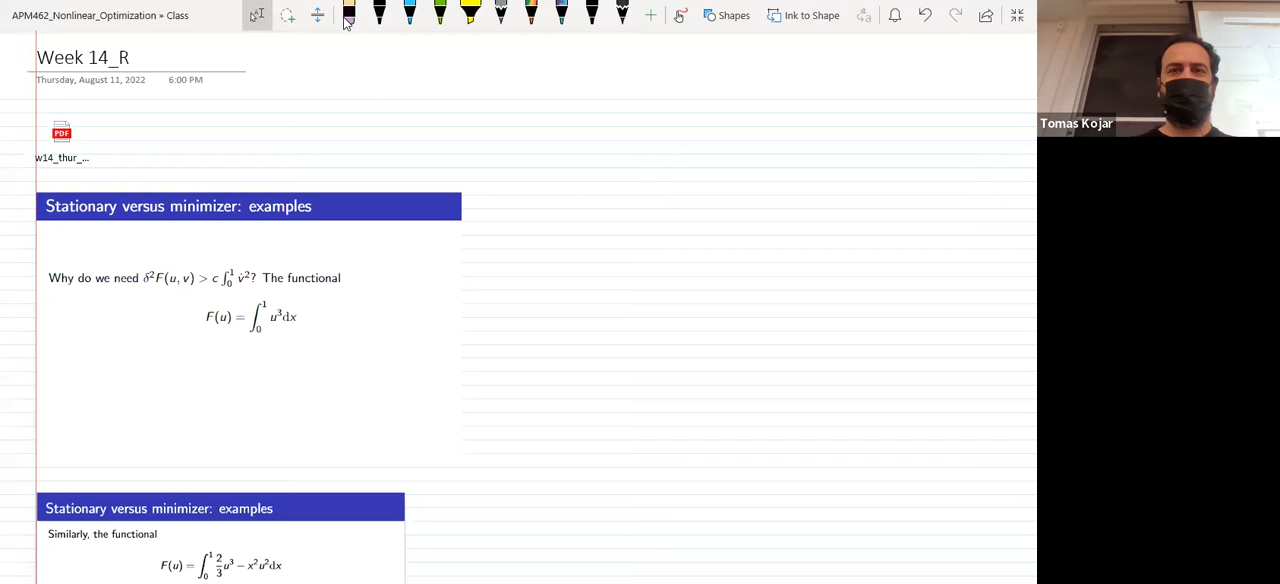 APM462_Nonlinear_Optimization » Class
Shapes
Ink to Shape
Week 14_R
Thursday, August 11, 2022 6:00 PM
PDF
w14_thur_...
Tomas Kojar
Stationary versus minimizer: examples
Why do we need δ²F(u, v) > c ∫₀¹ v̇²? The functional
F(u) = ∫₀¹ u³dx
Stationary versus minimizer: examples
Similarly, the functional
F(u) = ∫₀¹ 2/3 u³ − x²u²dx